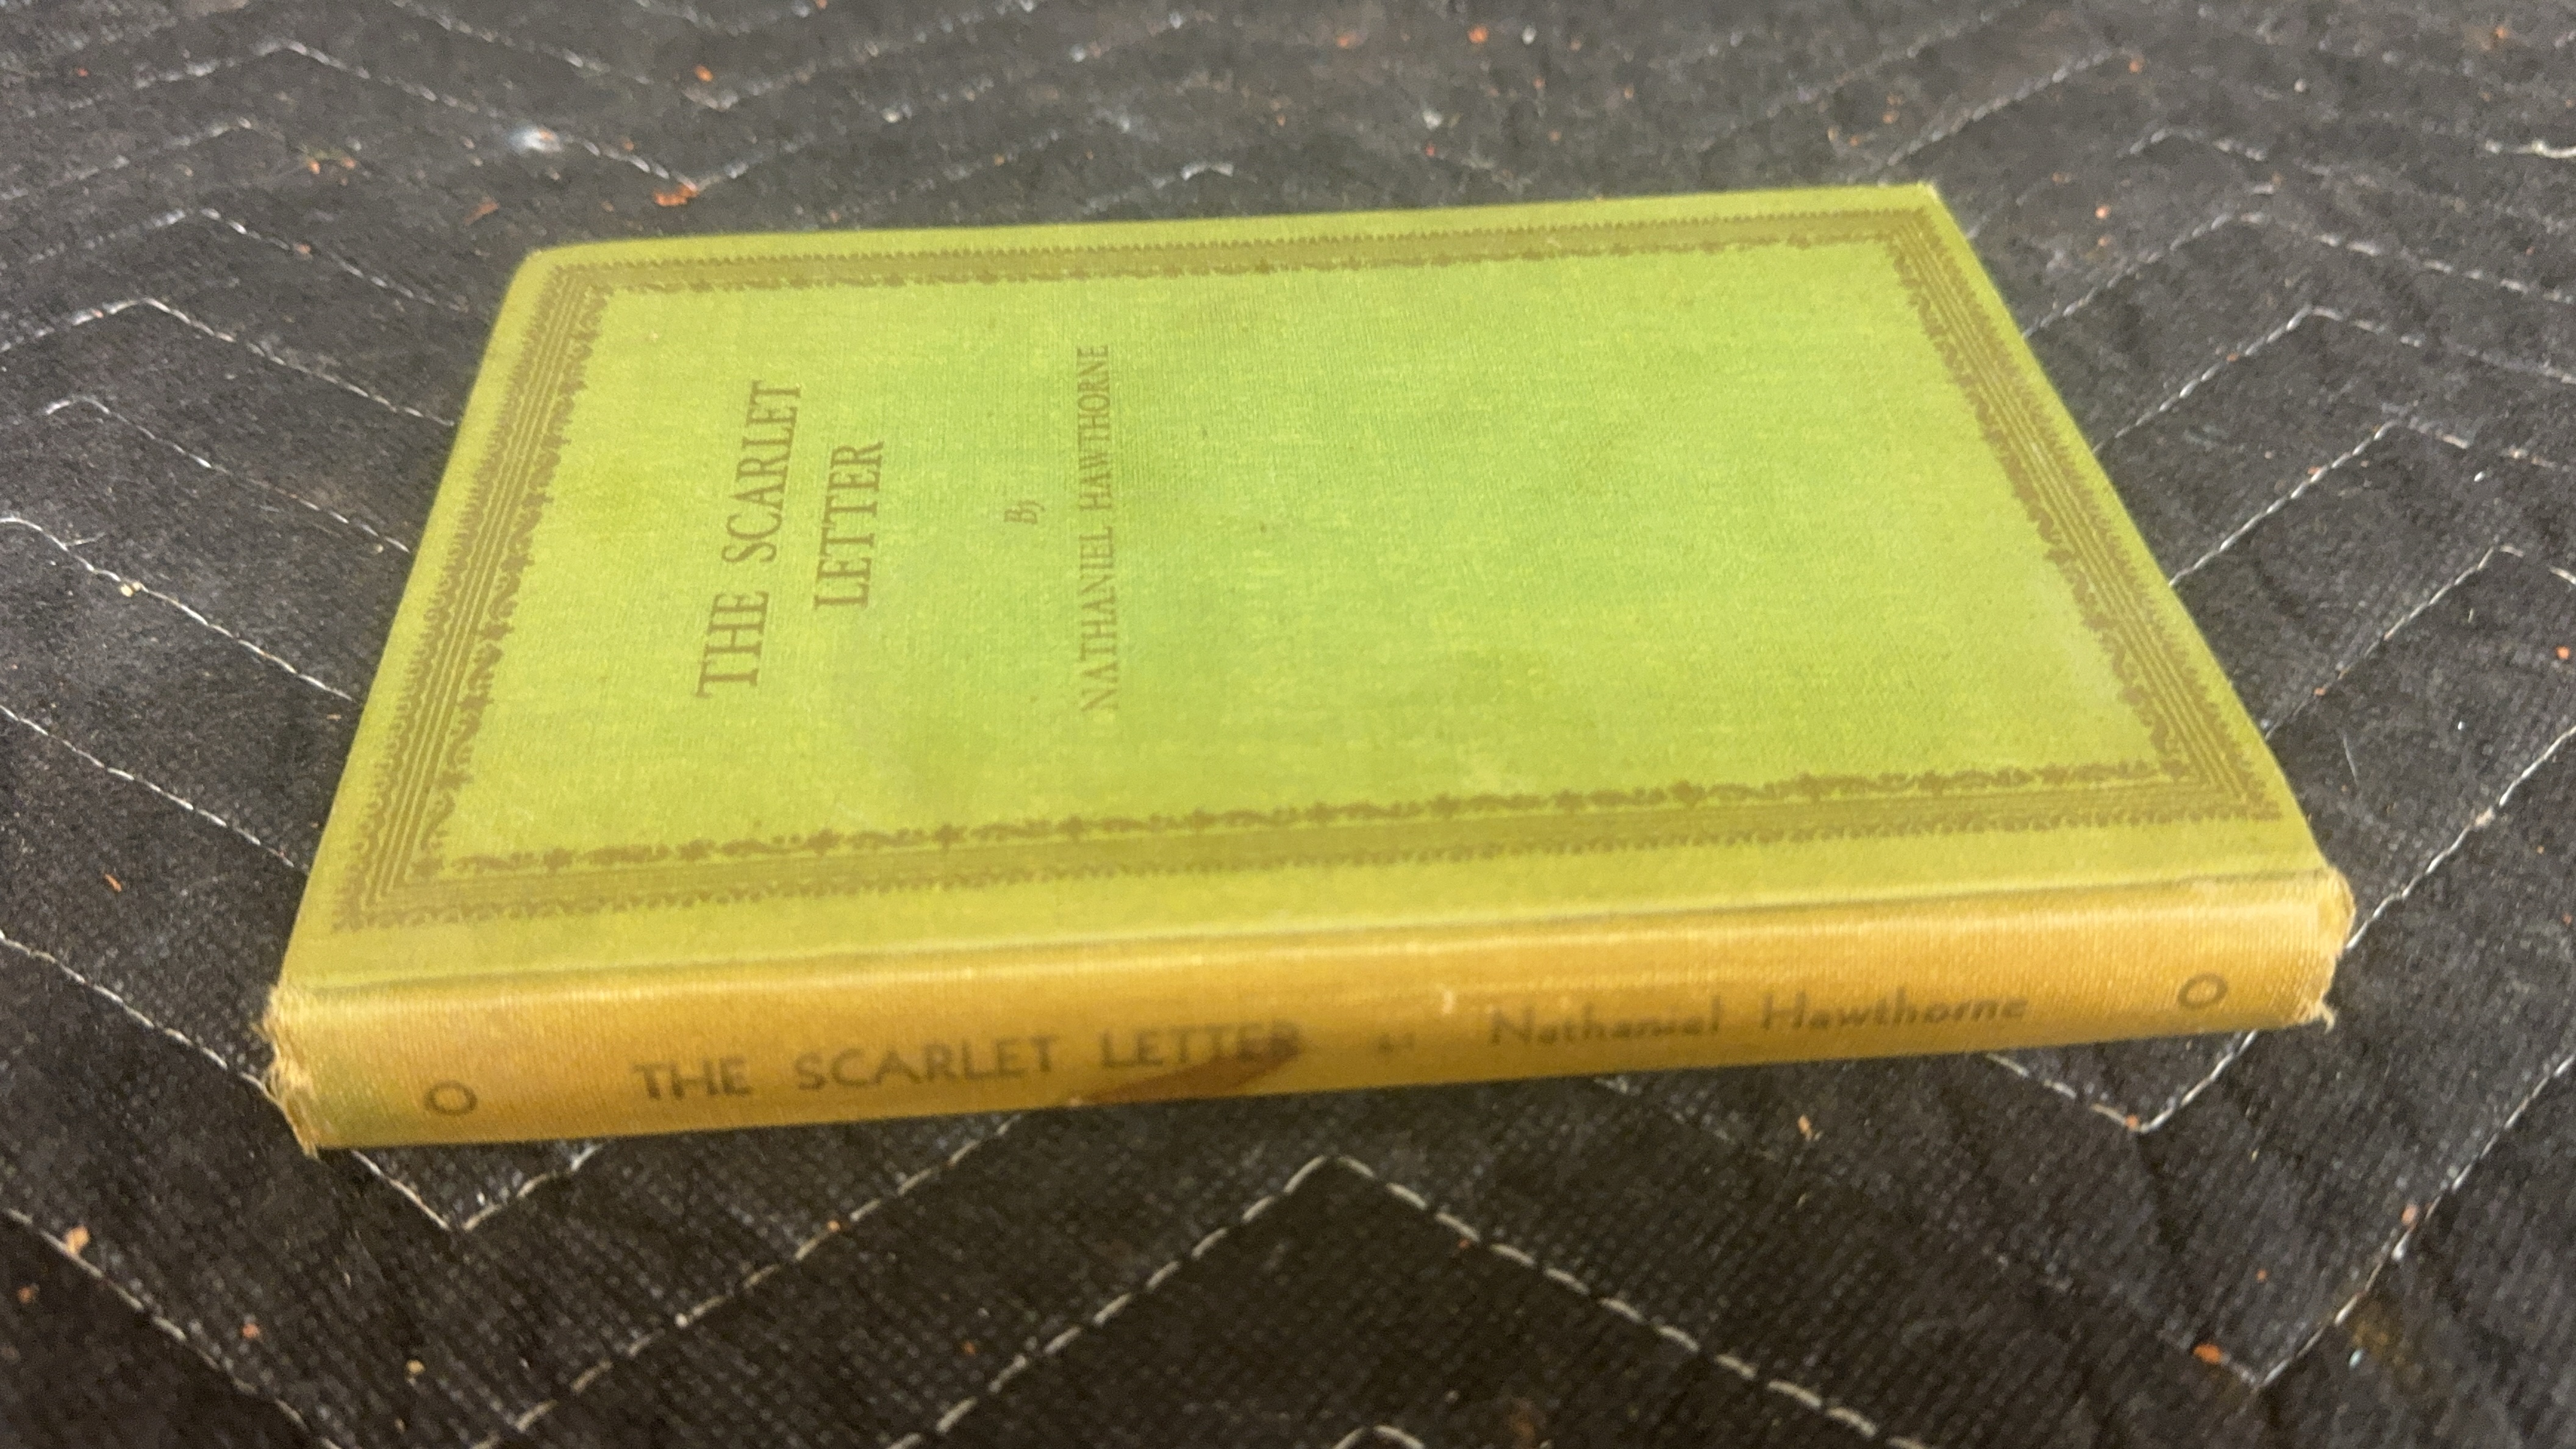 THE SCARLET
LETTER
By
NATHANIEL HAWTHORNE
THE SCARLET LETTER
Nathaniel Hawthorne